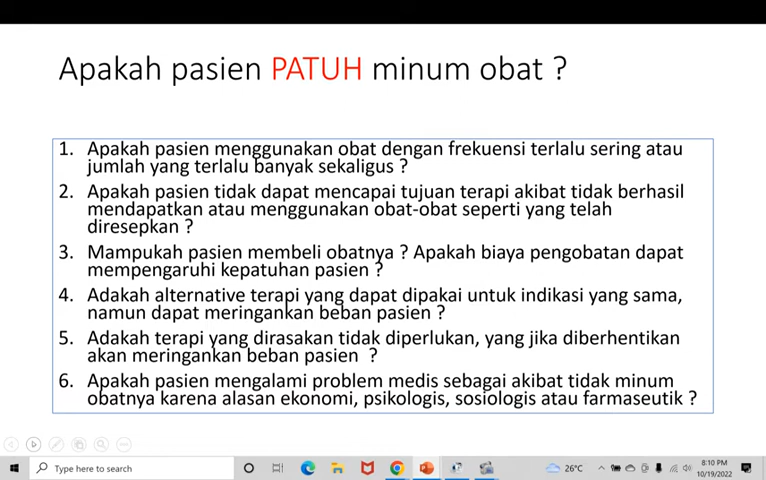 Apakah pasien PATUH minum obat ?
1. Apakah pasien menggunakan obat dengan frekuensi terlalu sering atau
jumlah yang terlalu banyak sekaligus ?
2. Apakah pasien tidak dapat mencapai tujuan terapi akibat tidak berhasil
mendapatkan atau menggunakan obat-obat seperti yang telah
diresepkan ?
3. Mampukah pasien membeli obatnya ? Apakah biaya pengobatan dapat
mempengaruhi kepatuhan pasien ?
4. Adakah alternative terapi yang dapat dipakai untuk indikasi yang sama,
namun dapat meringankan beban pasien ?
5. Adakah terapi yang dirasakan tidak diperlukan, yang jika diberhentikan
akan meringankan beban pasien ?
6. Apakah pasien mengalami problem medis sebagai akibat tidak minum
obatnya karena alasan ekonomi, psikologis, sosiologis atau farmaseutik ?
Type here to search
26°C
8:10 PM
10/19/2022